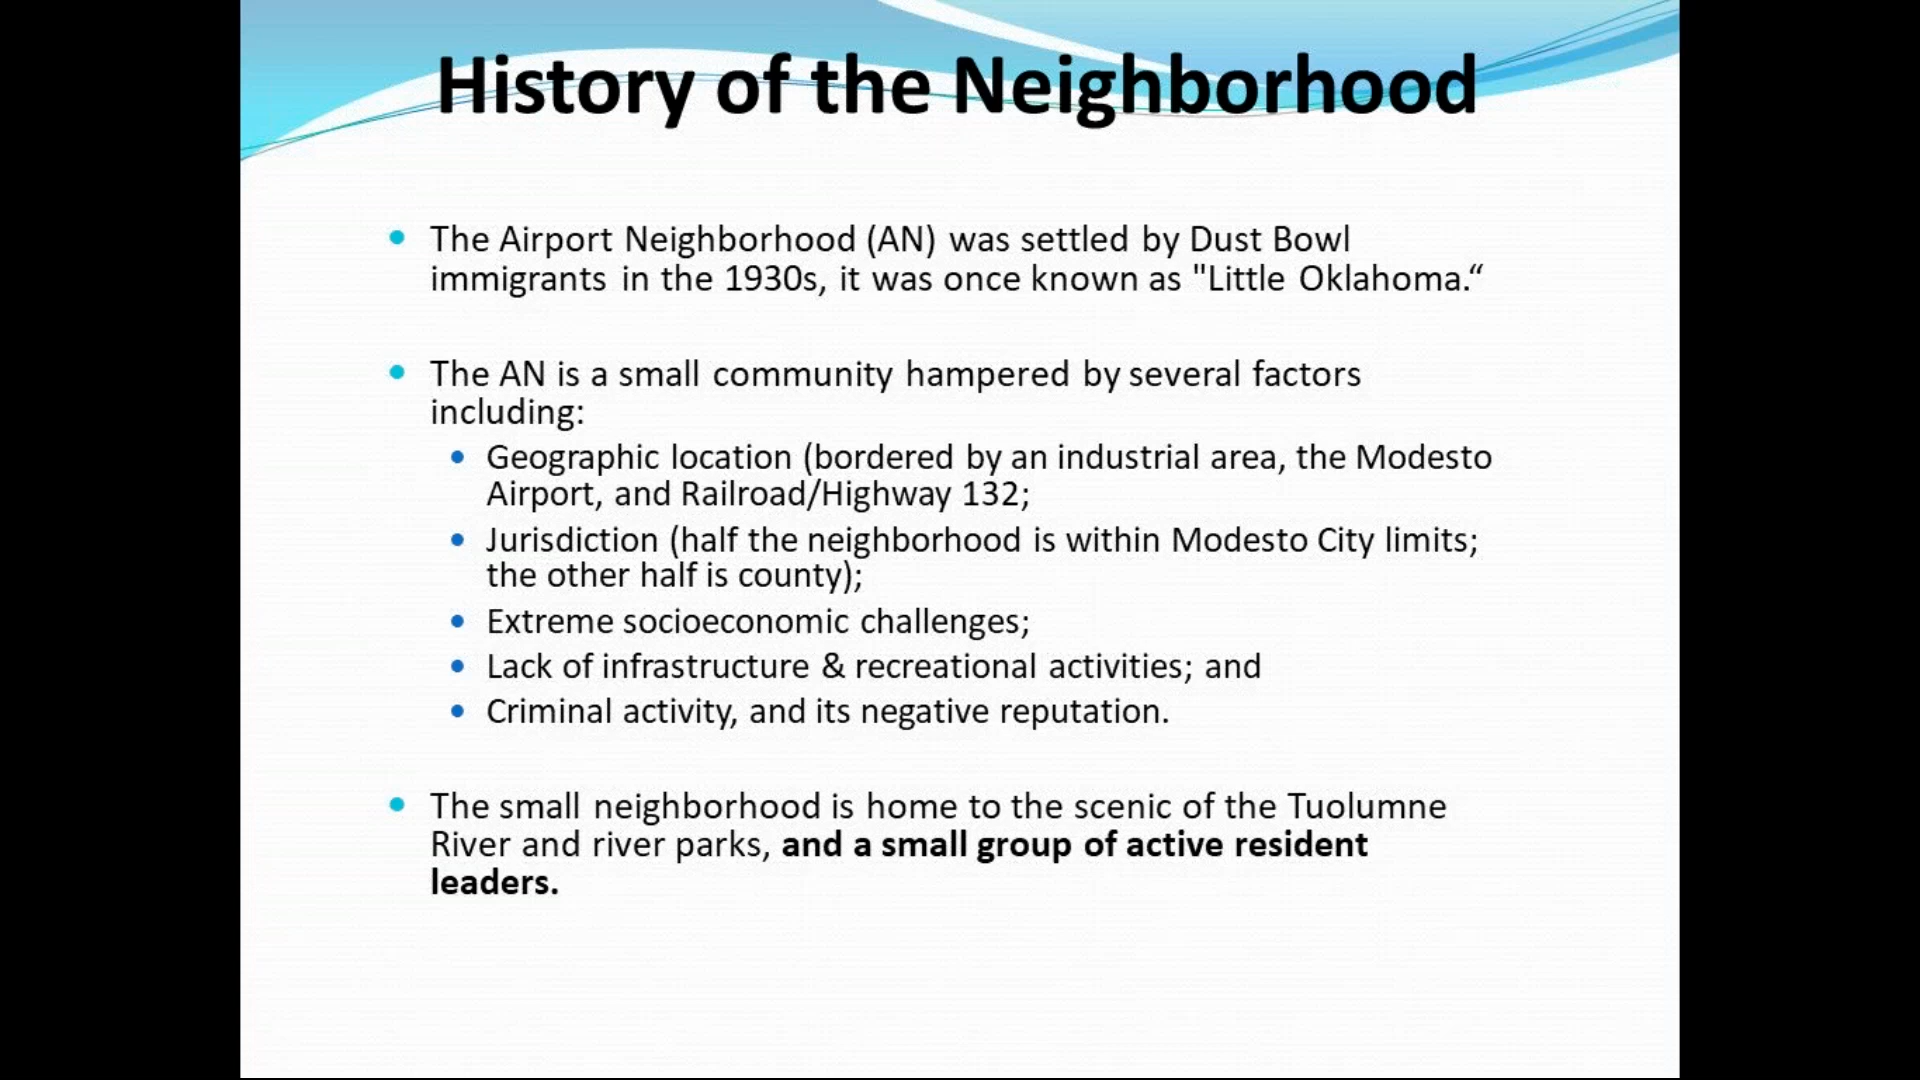 History of the Neighborhood
• The Airport Neighborhood (AN) was settled by Dust Bowl
immigrants in the 1930s, it was once known as "Little Oklahoma.“
• The AN is a small community hampered by several factors
including:
• Geographic location (bordered by an industrial area, the Modesto
Airport, and Railroad/Highway 132;
• Jurisdiction (half the neighborhood is within Modesto City limits;
the other half is county);
• Extreme socioeconomic challenges;
• Lack of infrastructure & recreational activities; and
• Criminal activity, and its negative reputation.
• The small neighborhood is home to the scenic of the Tuolumne
River and river parks, and a small group of active resident
leaders.